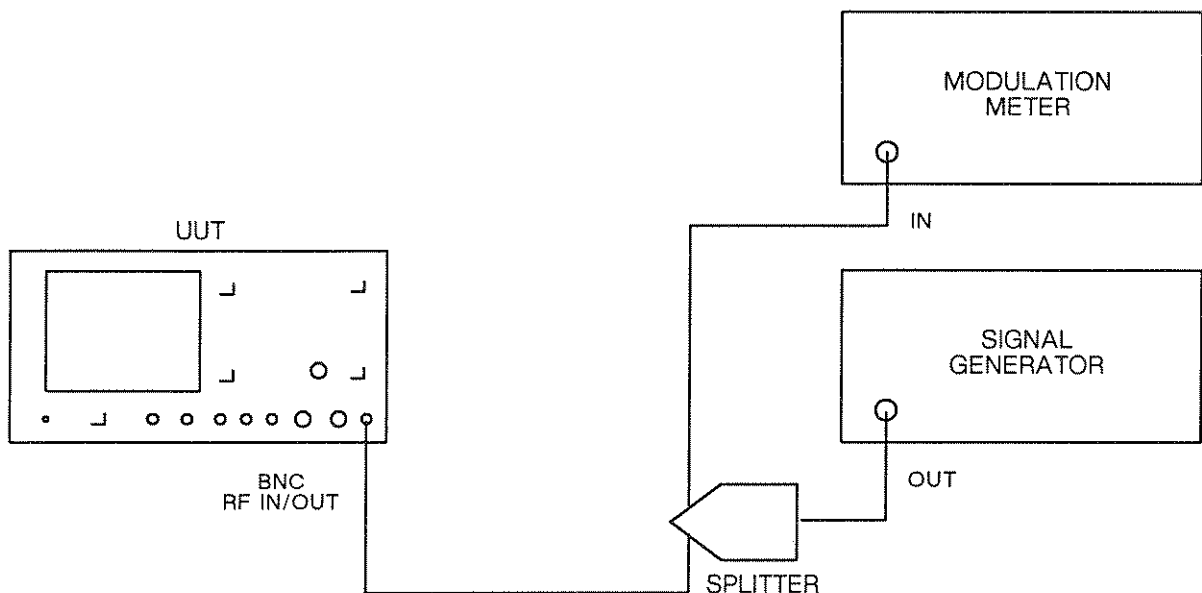 MODULATION
METER
IN
UUT
SIGNAL
GENERATOR
BNC
RF IN/OUT
OUT
SPLITTER